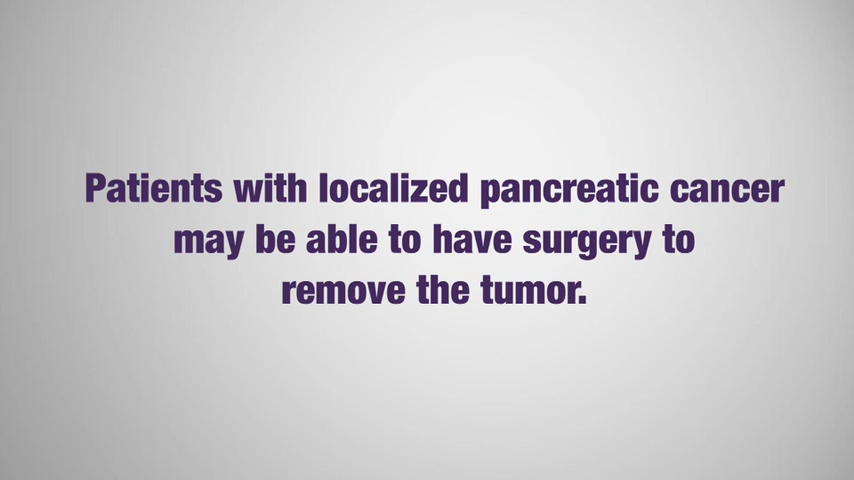 Patients with localized pancreatic cancer
may be able to have surgery to
remove the tumor.